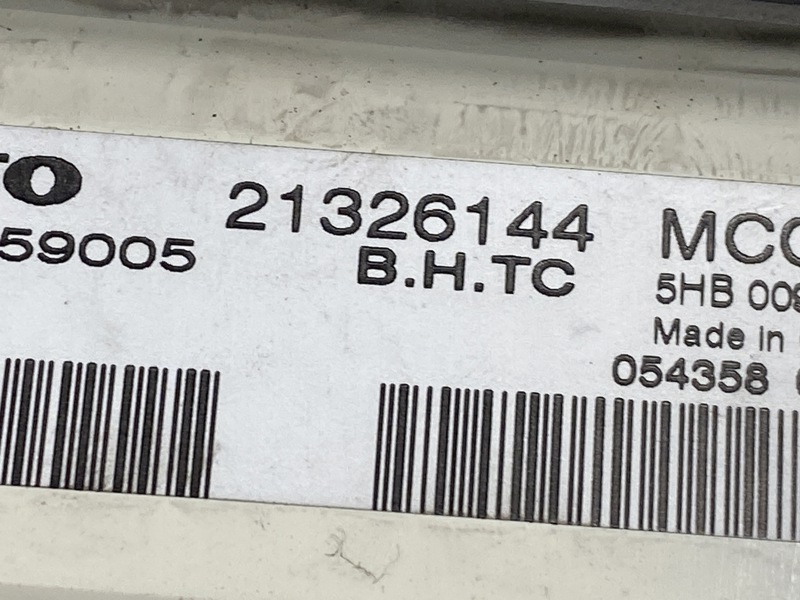 TO 21326144 MCC
59005 B.H.TC 5HB 009
Made in
054358